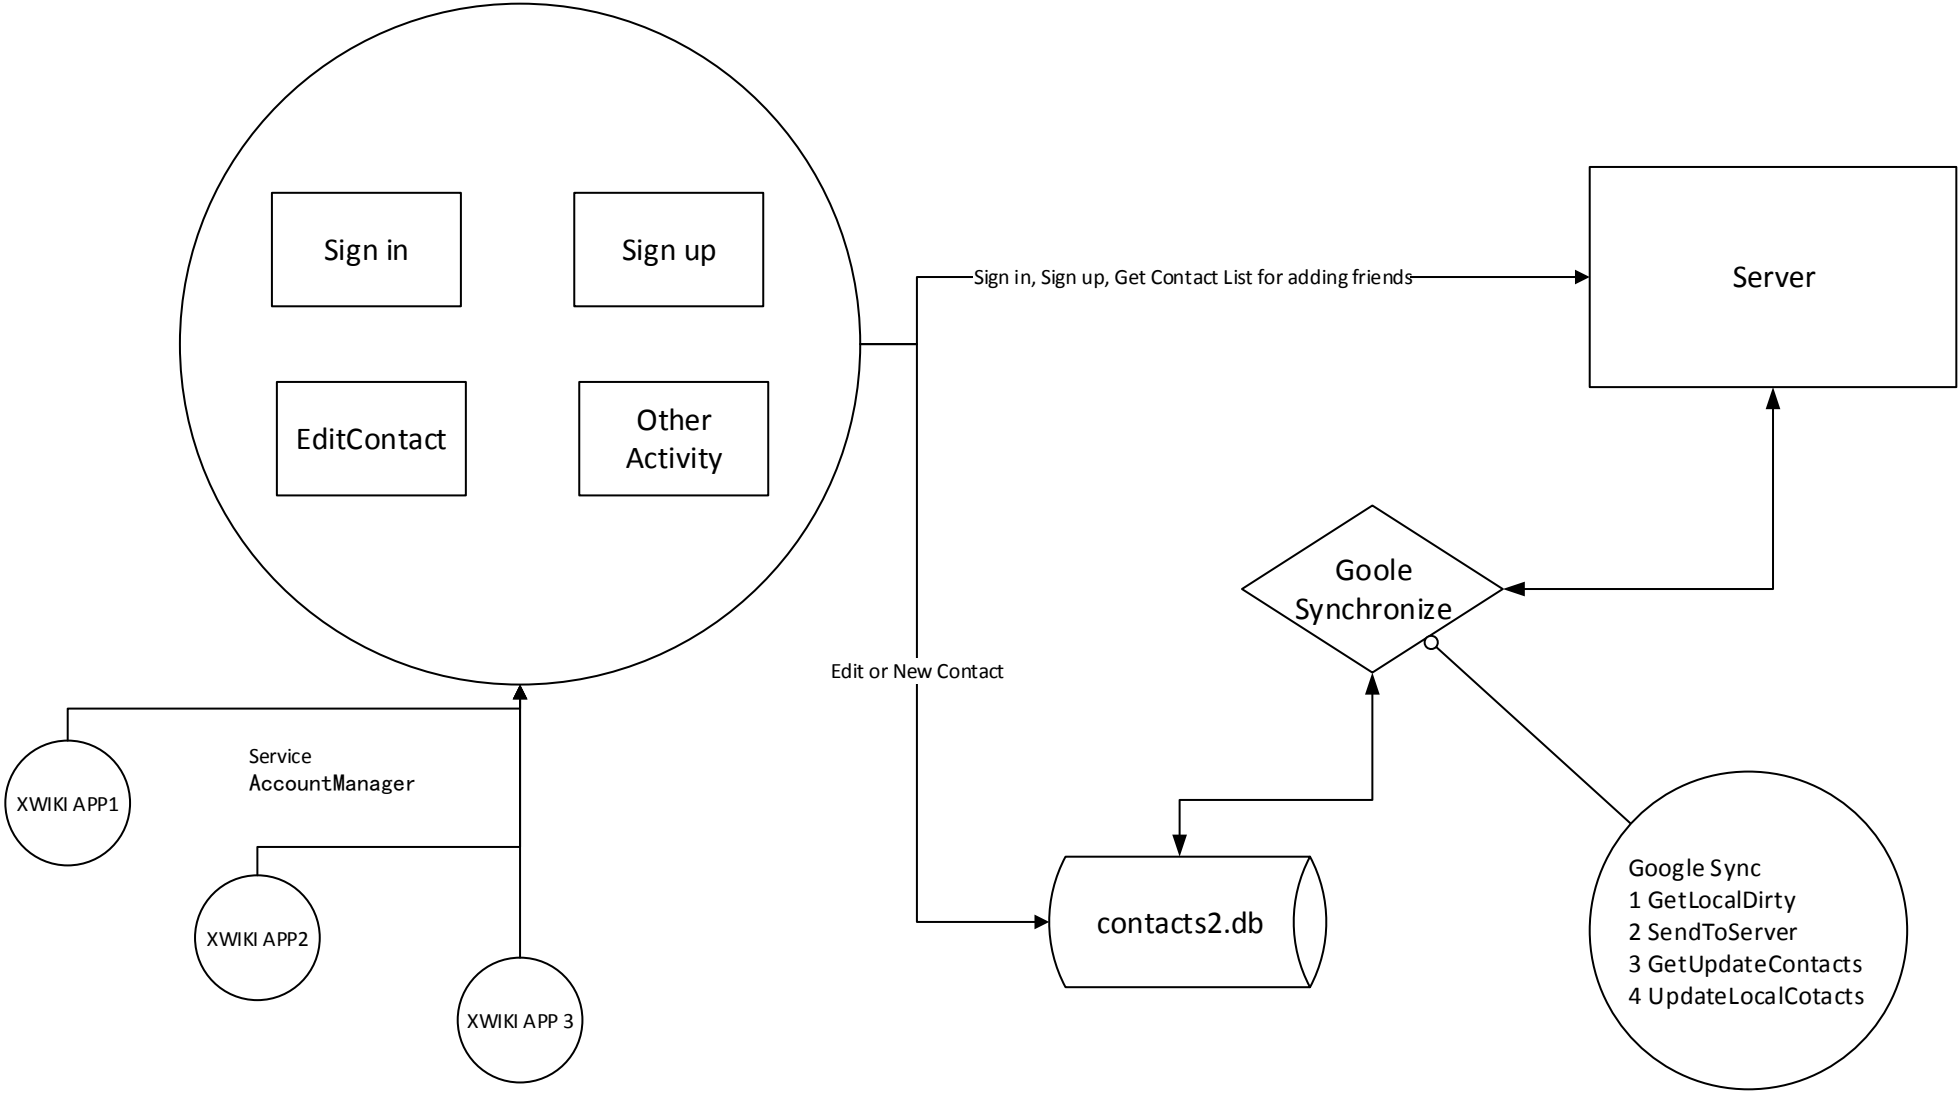 Sign in
Sign up
EditContact
Other
Activity
Sign in, Sign up, Get Contact List for adding friends
Server
Goole
Synchronize
Edit or New Contact
Service
AccountManager
XWIKI APP1
XWIKI APP2
XWIKI APP 3
contacts2.db
Google Sync
1 GetLocalDirty
2 SendToServer
3 GetUpdateContacts
4 UpdateLocalCotacts